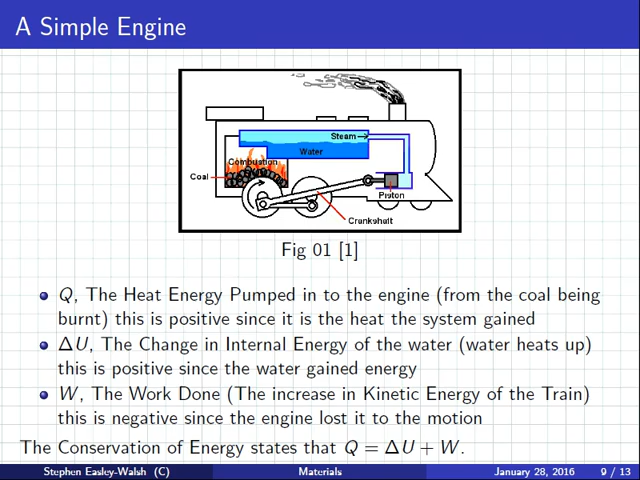 A Simple Engine
Steam
Water
Combustion
Coal
Piston
Crankshaft
Fig 01 [1]
Q, The Heat Energy Pumped in to the engine (from the coal being
burnt) this is positive since it is the heat the system gained
ΔU, The Change in Internal Energy of the water (water heats up)
this is positive since the water gained energy
W, The Work Done (The increase in Kinetic Energy of the Train)
this is negative since the engine lost it to the motion
The Conservation of Energy states that Q = ΔU + W.
Stephen Easley-Walsh (C) Materials January 28, 2016 9 / 13